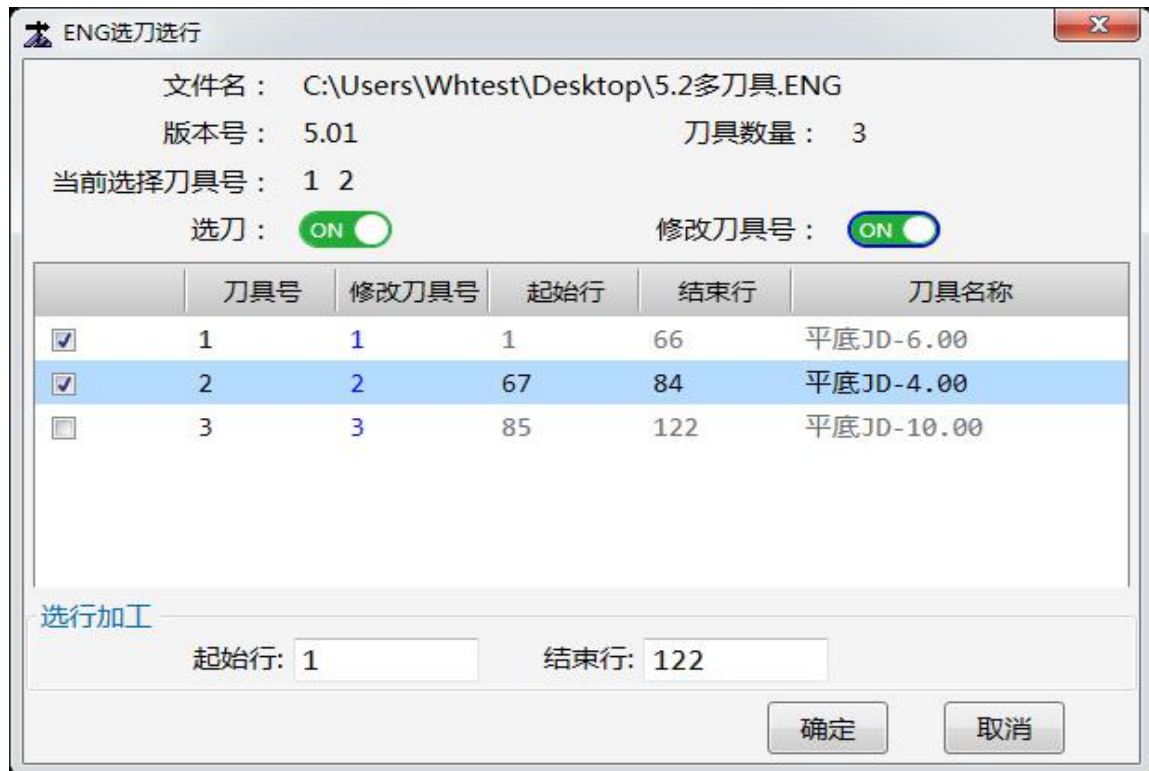 ENG选刀选行
文件名： C:\Users\Whtest\Desktop\5.2多刀具.ENG
版本号： 5.01 刀具数量： 3
当前选择刀具号： 1 2
选刀： ON 修改刀具号： ON
刀具号 修改刀具号 起始行 结束行 刀具名称
1 1 1 66 平底JD-6.00
2 2 67 84 平底JD-4.00
3 3 85 122 平底JD-10.00
选行加工
起始行: 1 结束行: 122
确定 取消